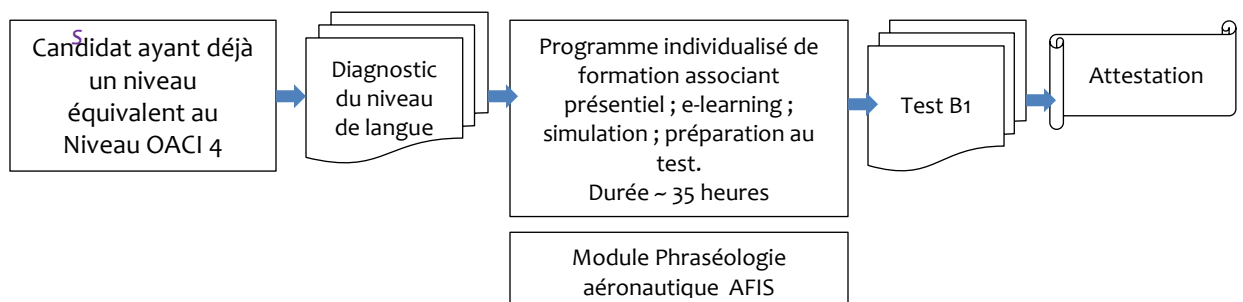 s
Candidat ayant déjà
un niveau
équivalent au
Niveau OACI 4
Diagnostic
du niveau
de langue
Programme individualisé de
formation associant
présentiel ; e-learning ;
simulation ; préparation au
test.
Durée ~ 35 heures
Test B1
Attestation
Module Phraséologie
aéronautique AFIS